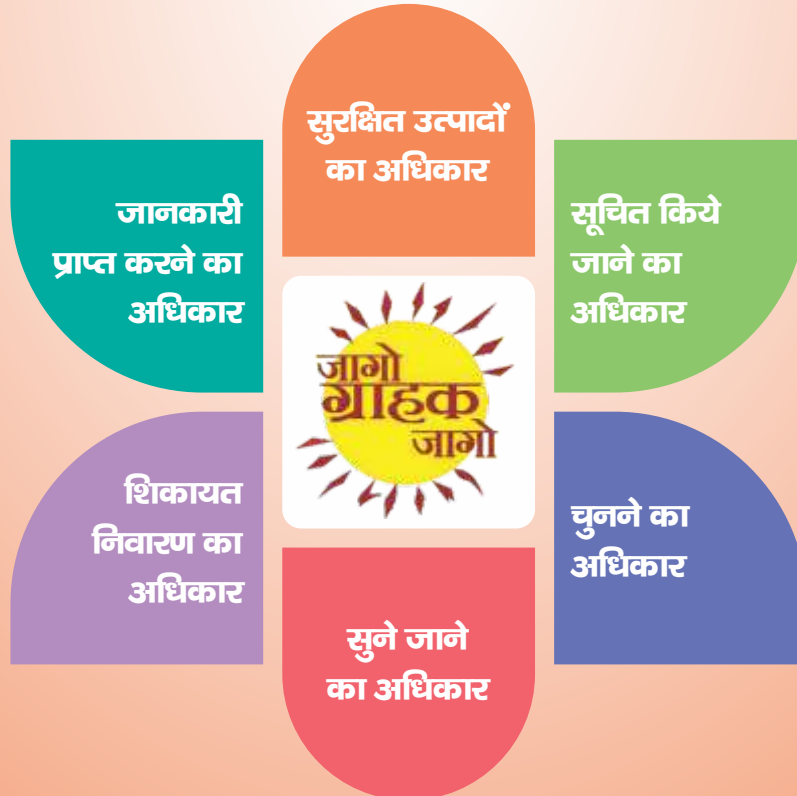 सुरक्षित उत्पादों
का अधिकार
जानकारी
प्राप्त करने का
अधिकार
सूचित किये
जाने का
अधिकार
जागो
ग्राहक
जागो
शिकायत
निवारण का
अधिकार
चुनने का
अधिकार
सुने जाने
का अधिकार